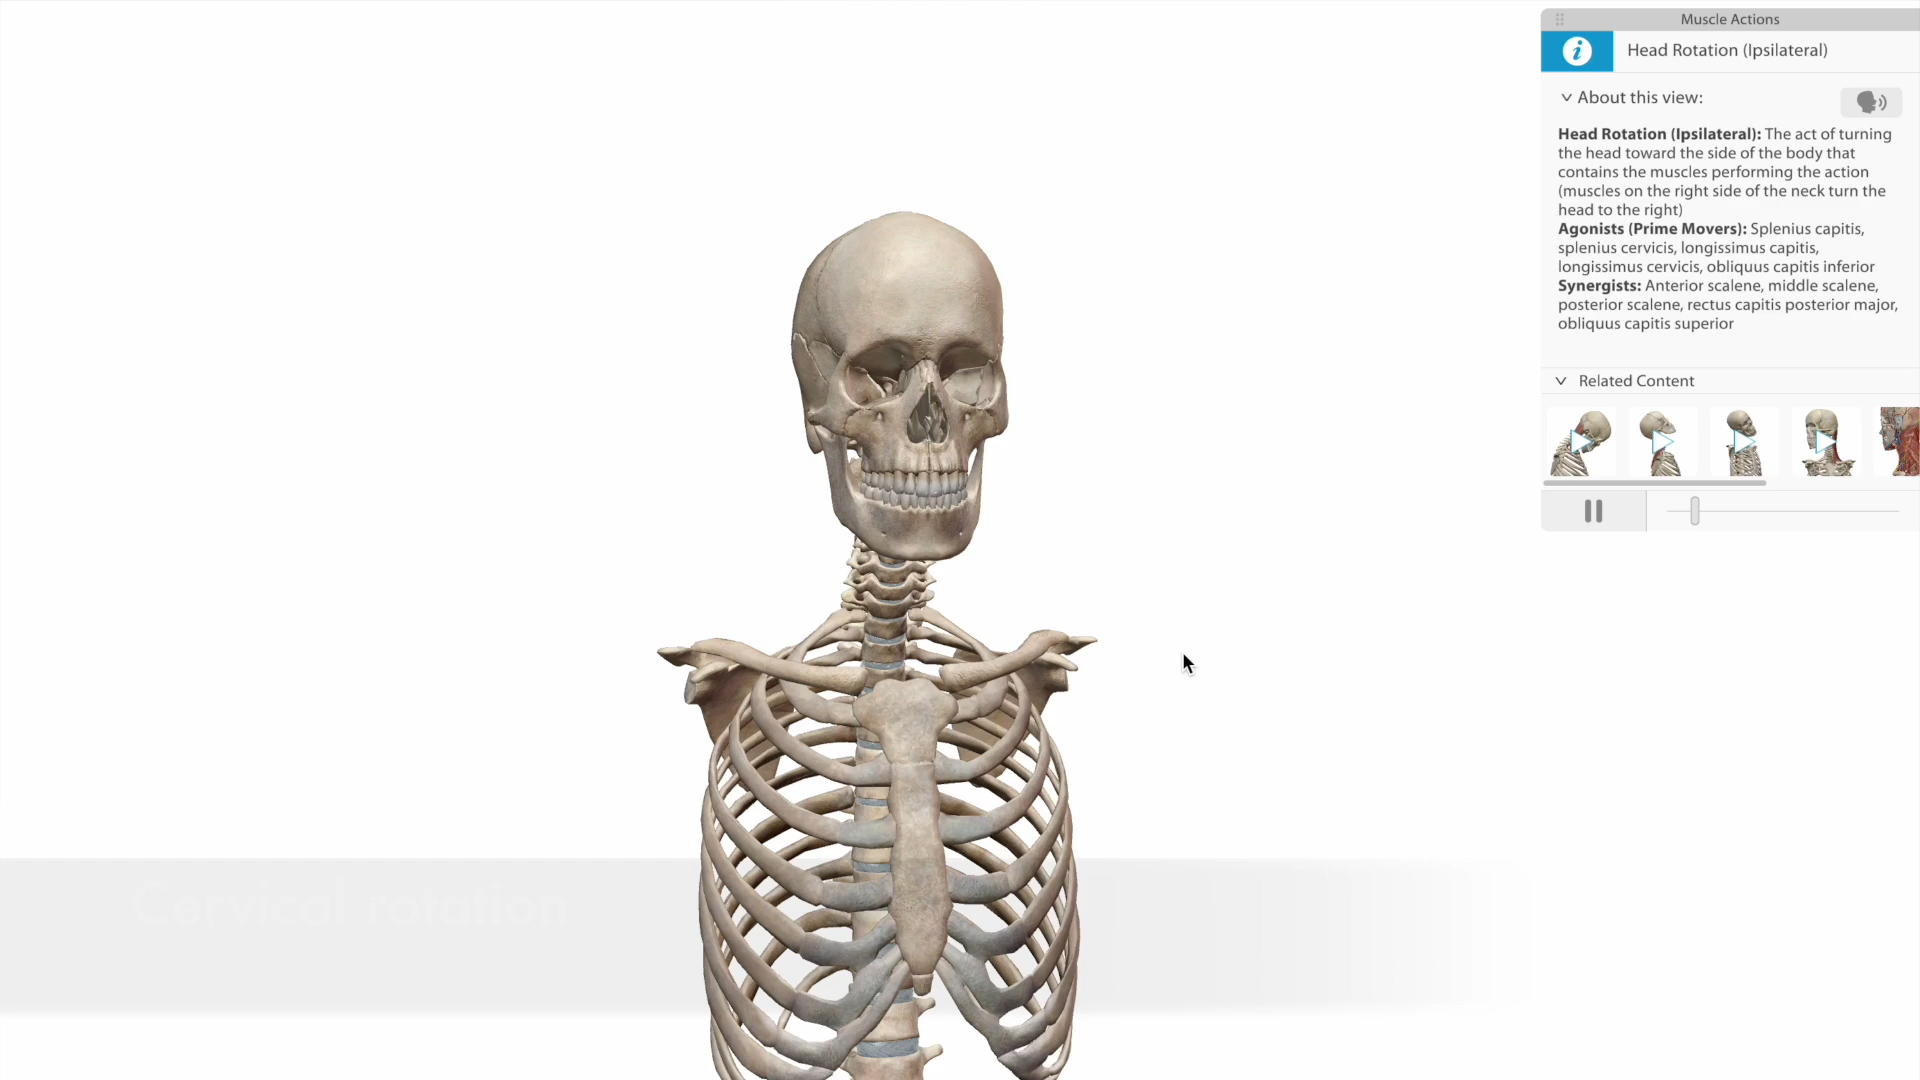 Muscle Actions
Head Rotation (Ipsilateral)
About this view:
Head Rotation (Ipsilateral): The act of turning
the head toward the side of the body that
contains the muscles performing the action
(muscles on the right side of the neck turn the
head to the right)
Agonists (Prime Movers): Splenius capitis,
splenius cervicis, longissimus capitis,
longissimus cervicis, obliquus capitis inferior
Synergists: Anterior scalene, middle scalene,
posterior scalene, rectus capitis posterior major,
obliquus capitis superior
Related Content
Cervical rotation